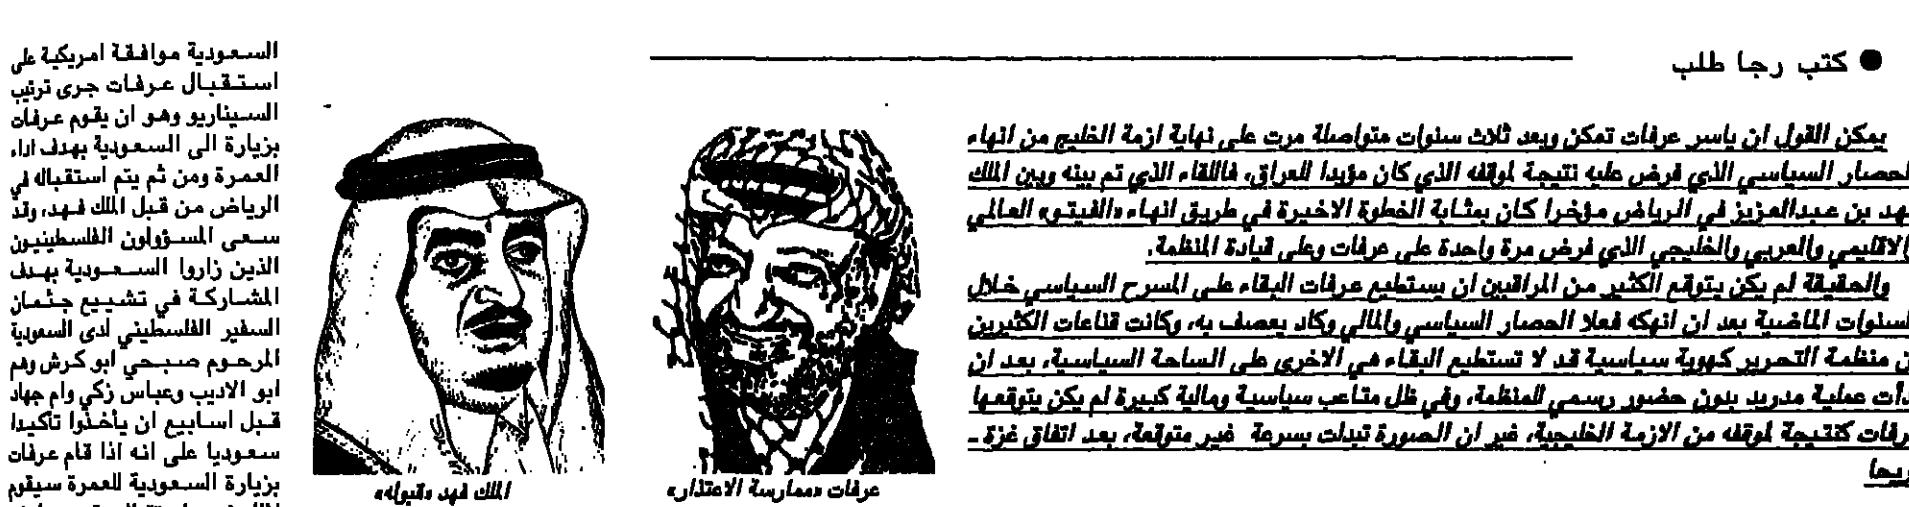 ● كتب رجا طلب
يمكن القول ان ياسر عرفات تمكن وبعد ثلاث سنوات متواصلة مرت على نهاية ازمة الخليج من انهاء
لحصار السياسي الذي فرض عليه نتيجة لموقفه الذي كان مؤيدا للعراق، فاللقاء الذي تم بينه وبين الملك
هد بن عبدالعزيز في الرياض مؤخرا كان بمثابة الخطوة الاخيرة في طريق انهاء «الفيتو» العالمي
الاقليمي والعربي والخليجي الذي فرض مرة واحدة على عرفات وعلى قيادة المنظمة.
والحقيقة لم يكن يتوقع الكثير من المراقبين ان يستطيع عرفات البقاء على المسرح السياسي خلال
لسنوات الماضية بعد ان انهكه فعلا الحصار السياسي والمالي وكاد يعصف به، وكانت قناعات الكثيرين
ن منظمة التحرير كهوية سياسية قد لا تستطيع البقاء هي الاخرى على الساحة السياسية، بعد ان
دأت عملية مدريد بدون حضور رسمي للمنظمة، وفي ظل متاعب سياسية ومالية كبيرة لم يكن يتوقعها
رفات كنتيجة لموقفه من الازمة الخليجية، غير ان الصورة تبدلت بسرعة غير متوقعة، بعد اتفاق غزة ـ
ريحا
عرفات «ممارسة الاعتذار»
الملك فهد «قبوله»
السعودية موافقة امريكية على
استقبال عرفات جرى ترتيب
السيناريو وهو ان يقوم عرفات
بزيارة الى السعودية بهدف اداء
العمرة ومن ثم يتم استقباله في
الرياض من قبل الملك فهد، وقد
سعى المسؤولون الفلسطينيون
الذين زاروا السعودية بهدف
المشاركة في تشييع جثمان
السفير الفلسطيني لدى السعودية
المرحوم صبحي ابو كرش وهم
ابو الاديب وعباس زكي وام جهاد
قبل اسابيع ان يأخذوا تاكيدا
سعوديا على انه اذا قام عرفات
بزيارة السعودية للعمرة سيقوم